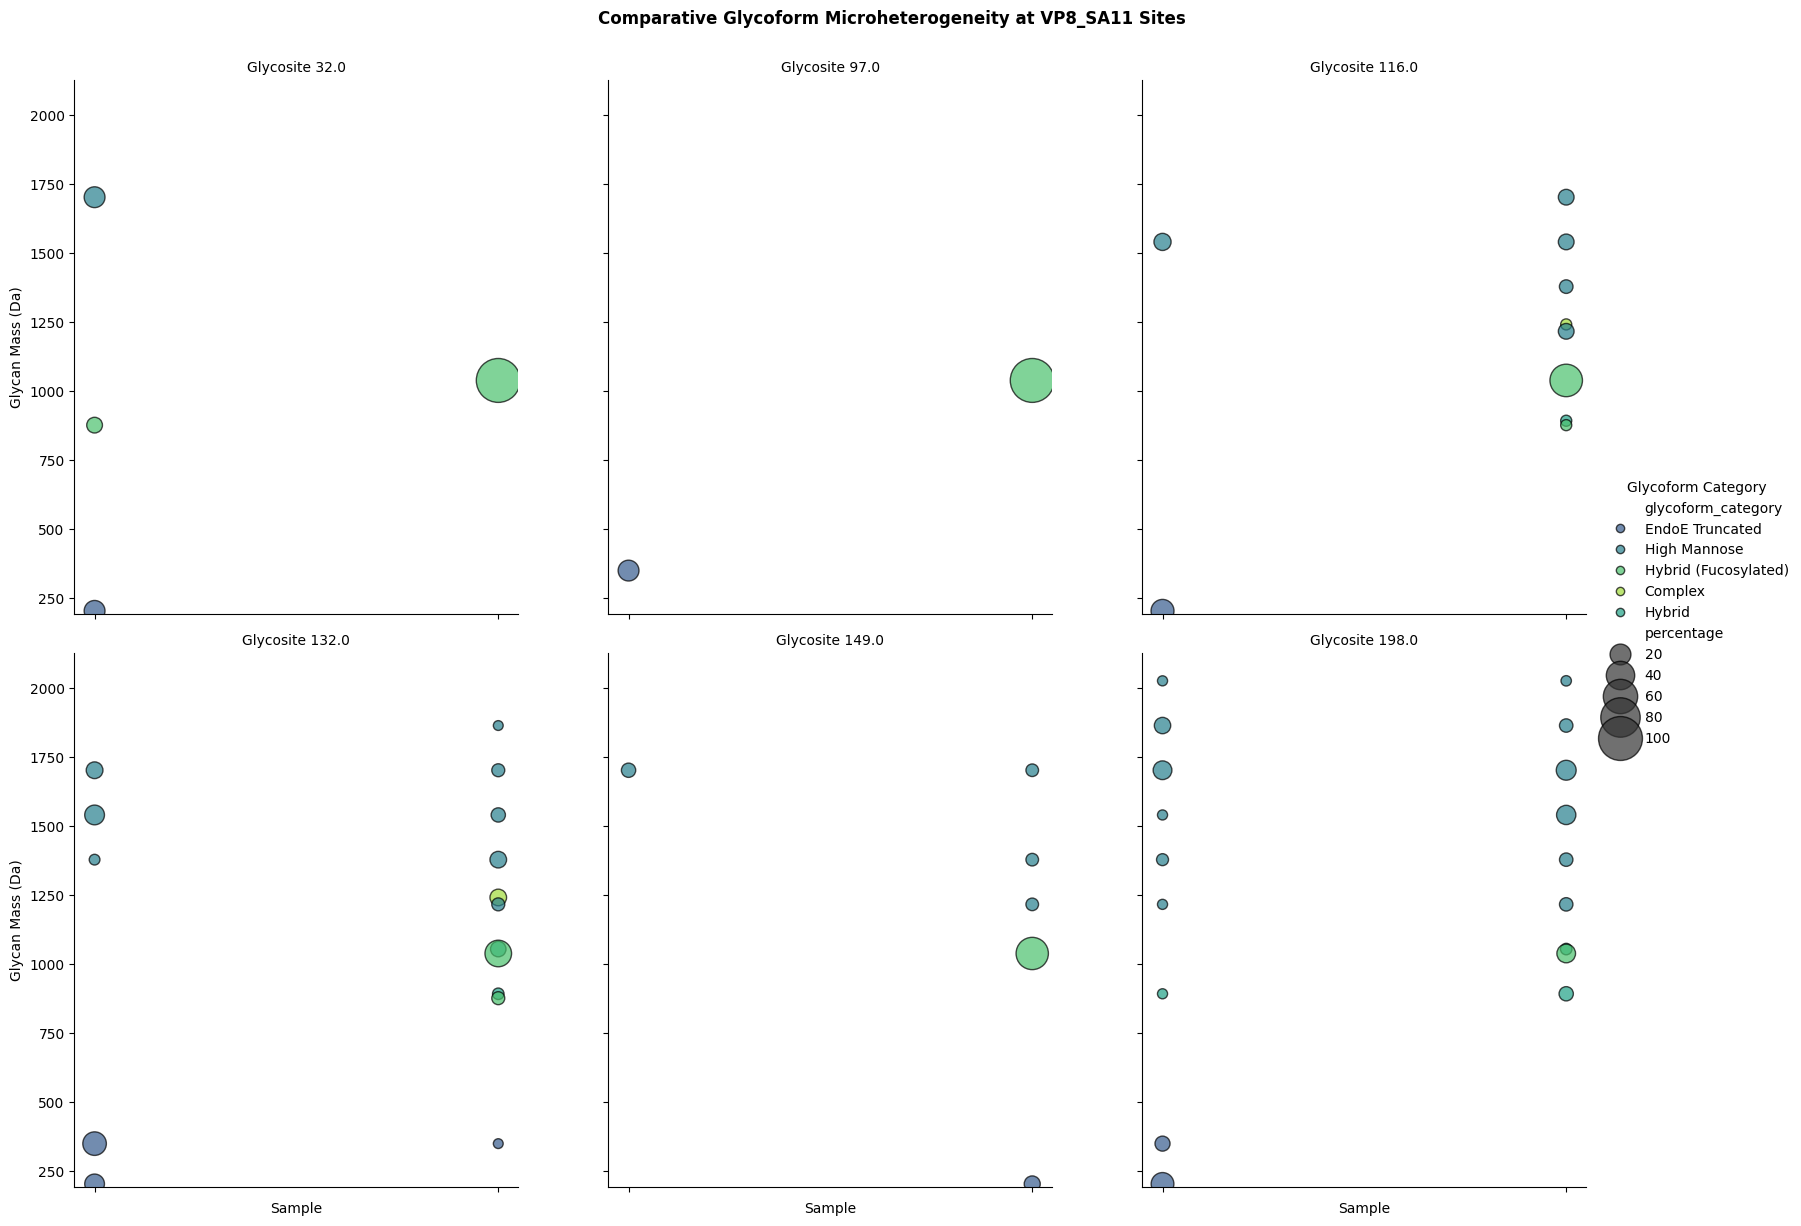 Comparative Glycoform Microheterogeneity at VP8_SA11 Sites
Glycosite 32.0
Glycosite 97.0
Glycosite 116.0
2000
1750
1500
1250
1000
750
500
250
Glycan Mass (Da)
Glycosite 132.0
Glycosite 149.0
Glycosite 198.0
2000
1750
1500
1250
1000
750
500
250
Glycan Mass (Da)
Sample
Sample
Sample
Glycoform Category
glycoform_category
EndoE Truncated
High Mannose
Hybrid (Fucosylated)
Complex
Hybrid
percentage
20
40
60
80
100